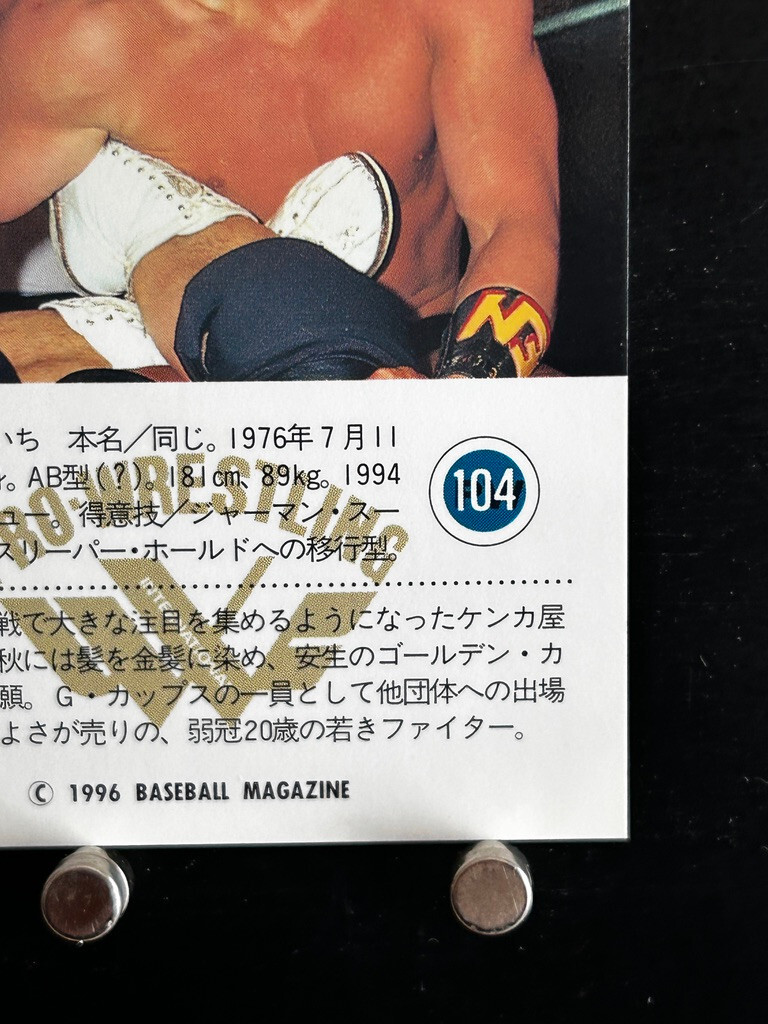 NE
いち 本名／同じ。1976年7月11
。AB型(?)。181cm、89kg。1994
ュー。得意技／ジャーマン・スー
スリーパー・ホールドへの移行型。
104
PRO-WRESTLING
INTERNATIONAL
戦で大きな注目を集めるようになったケンカ屋
秋には髪を金髪に染め、安生のゴールデン・カ
願。G・カップスの一員として他団体への出場
よさが売りの、弱冠20歳の若きファイター。
© 1996 BASEBALL MAGAZINE